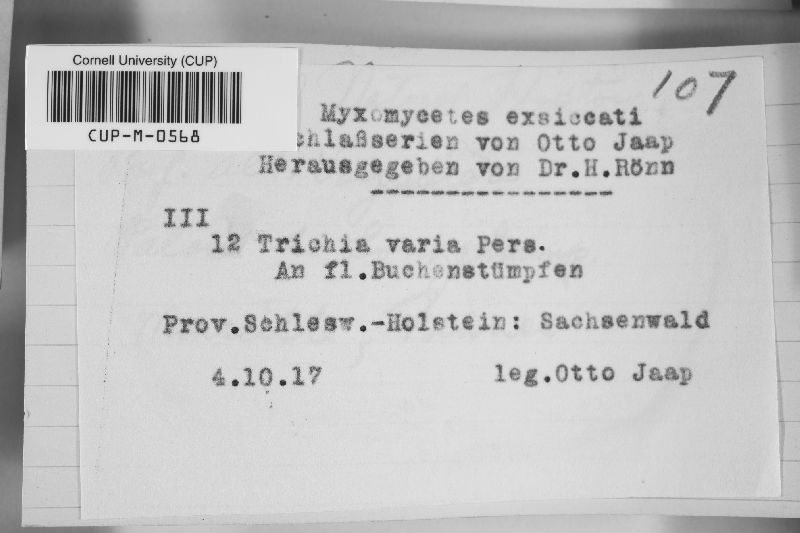 Cornell University (CUP)
CUP-M-0568
107
Myxomycetes exsiccati
chlaßserien von Otto Jaap
Herausgegeben von Dr.H.Rönn
----------------
III
12 Trichia varia Pers.
An fl.Buchenstümpfen
Prov.Schlesw.-Holstein: Sachsenwald
4.10.17 leg.Otto Jaap